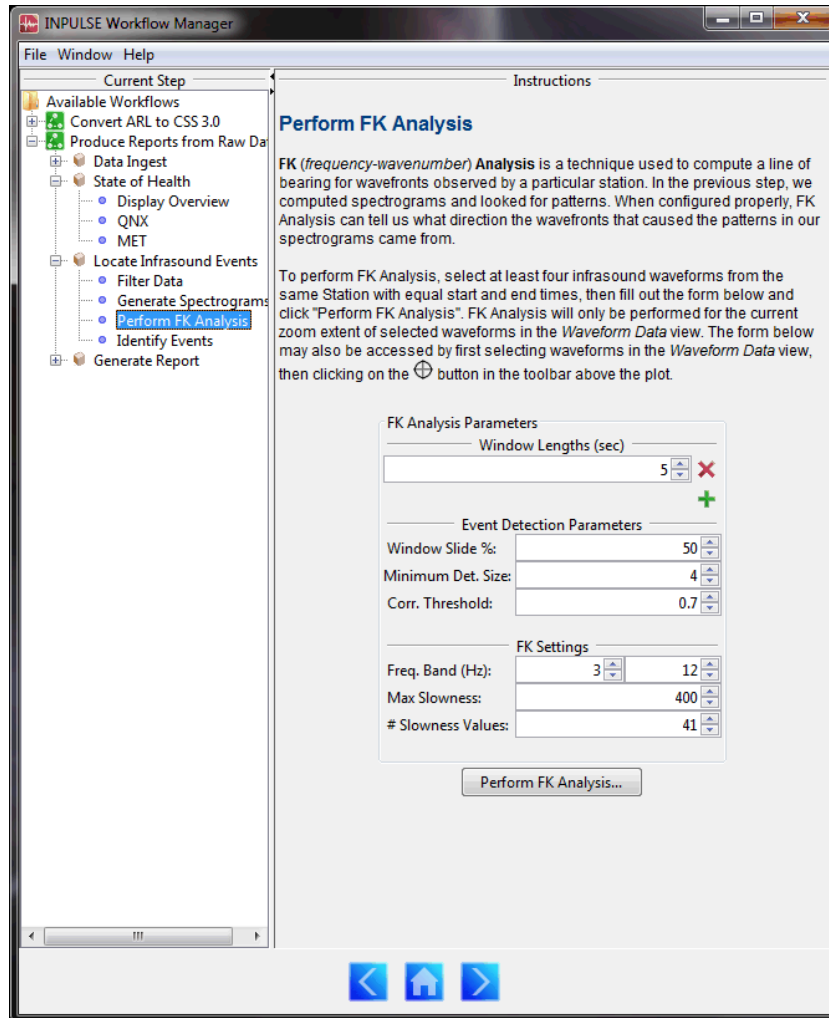 INPULSE Workflow Manager
File Window Help
Current Step
Available Workflows
Convert ARL to CSS 3.0
Produce Reports from Raw Da
Data Ingest
State of Health
Display Overview
QNX
MET
Locate Infrasound Events
Filter Data
Generate Spectrograms
Perform FK Analysis
Identify Events
Generate Report
Instructions
Perform FK Analysis
FK (frequency-wavenumber) Analysis is a technique used to compute a line of
bearing for wavefronts observed by a particular station. In the previous step, we
computed spectrograms and looked for patterns. When configured properly, FK
Analysis can tell us what direction the wavefronts that caused the patterns in our
spectrograms came from.
To perform FK Analysis, select at least four infrasound waveforms from the
same Station with equal start and end times, then fill out the form below and
click "Perform FK Analysis". FK Analysis will only be performed for the current
zoom extent of selected waveforms in the Waveform Data view. The form below
may also be accessed by first selecting waveforms in the Waveform Data view,
then clicking on the button in the toolbar above the plot.
FK Analysis Parameters
Window Lengths (sec)
5
Event Detection Parameters
Window Slide %: 50
Minimum Det. Size: 4
Corr. Threshold: 0.7
FK Settings
Freq. Band (Hz): 3 12
Max Slowness: 400
# Slowness Values: 41
Perform FK Analysis...